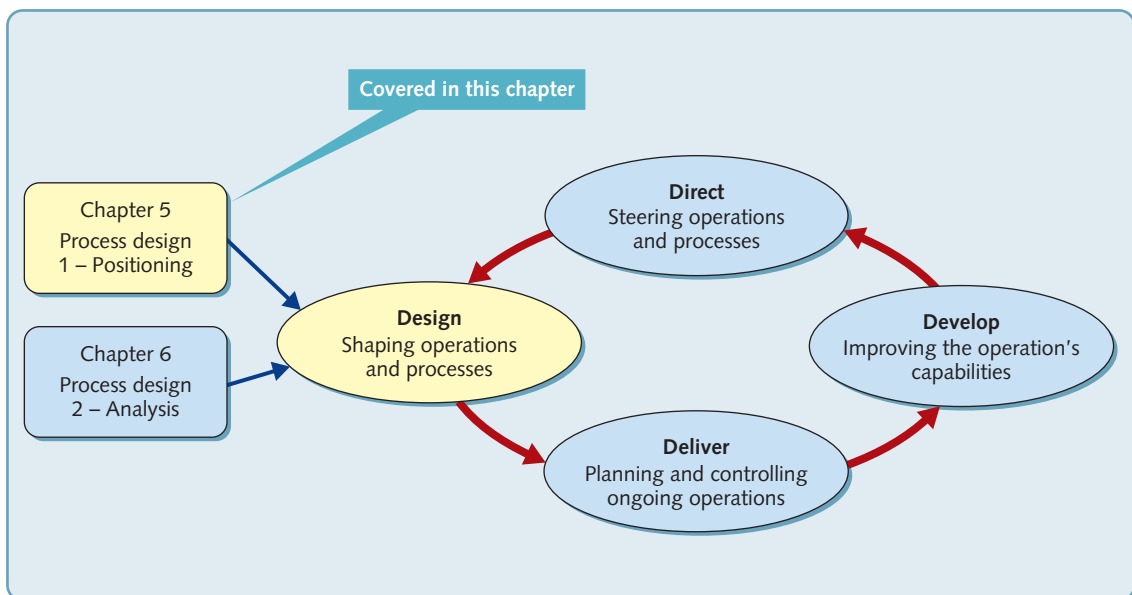 Covered in this chapter
Chapter 5
Process design
1 – Positioning
Chapter 6
Process design
2 – Analysis
Direct
Steering operations
and processes
Design
Shaping operations
and processes
Develop
Improving the operation's
capabilities
Deliver
Planning and controlling
ongoing operations